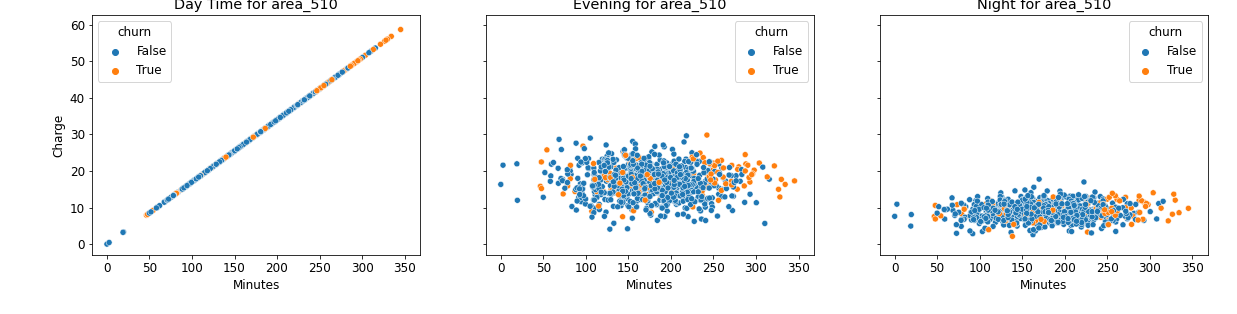 Day Time for area_510
churn
False
True
60
50
40
30
20
10
0
Charge
0 50 100 150 200 250 300 350
Minutes
Evening for area_510
churn
False
True
0 50 100 150 200 250 300 350
Minutes
Night for area_510
churn
False
True
0 50 100 150 200 250 300 350
Minutes